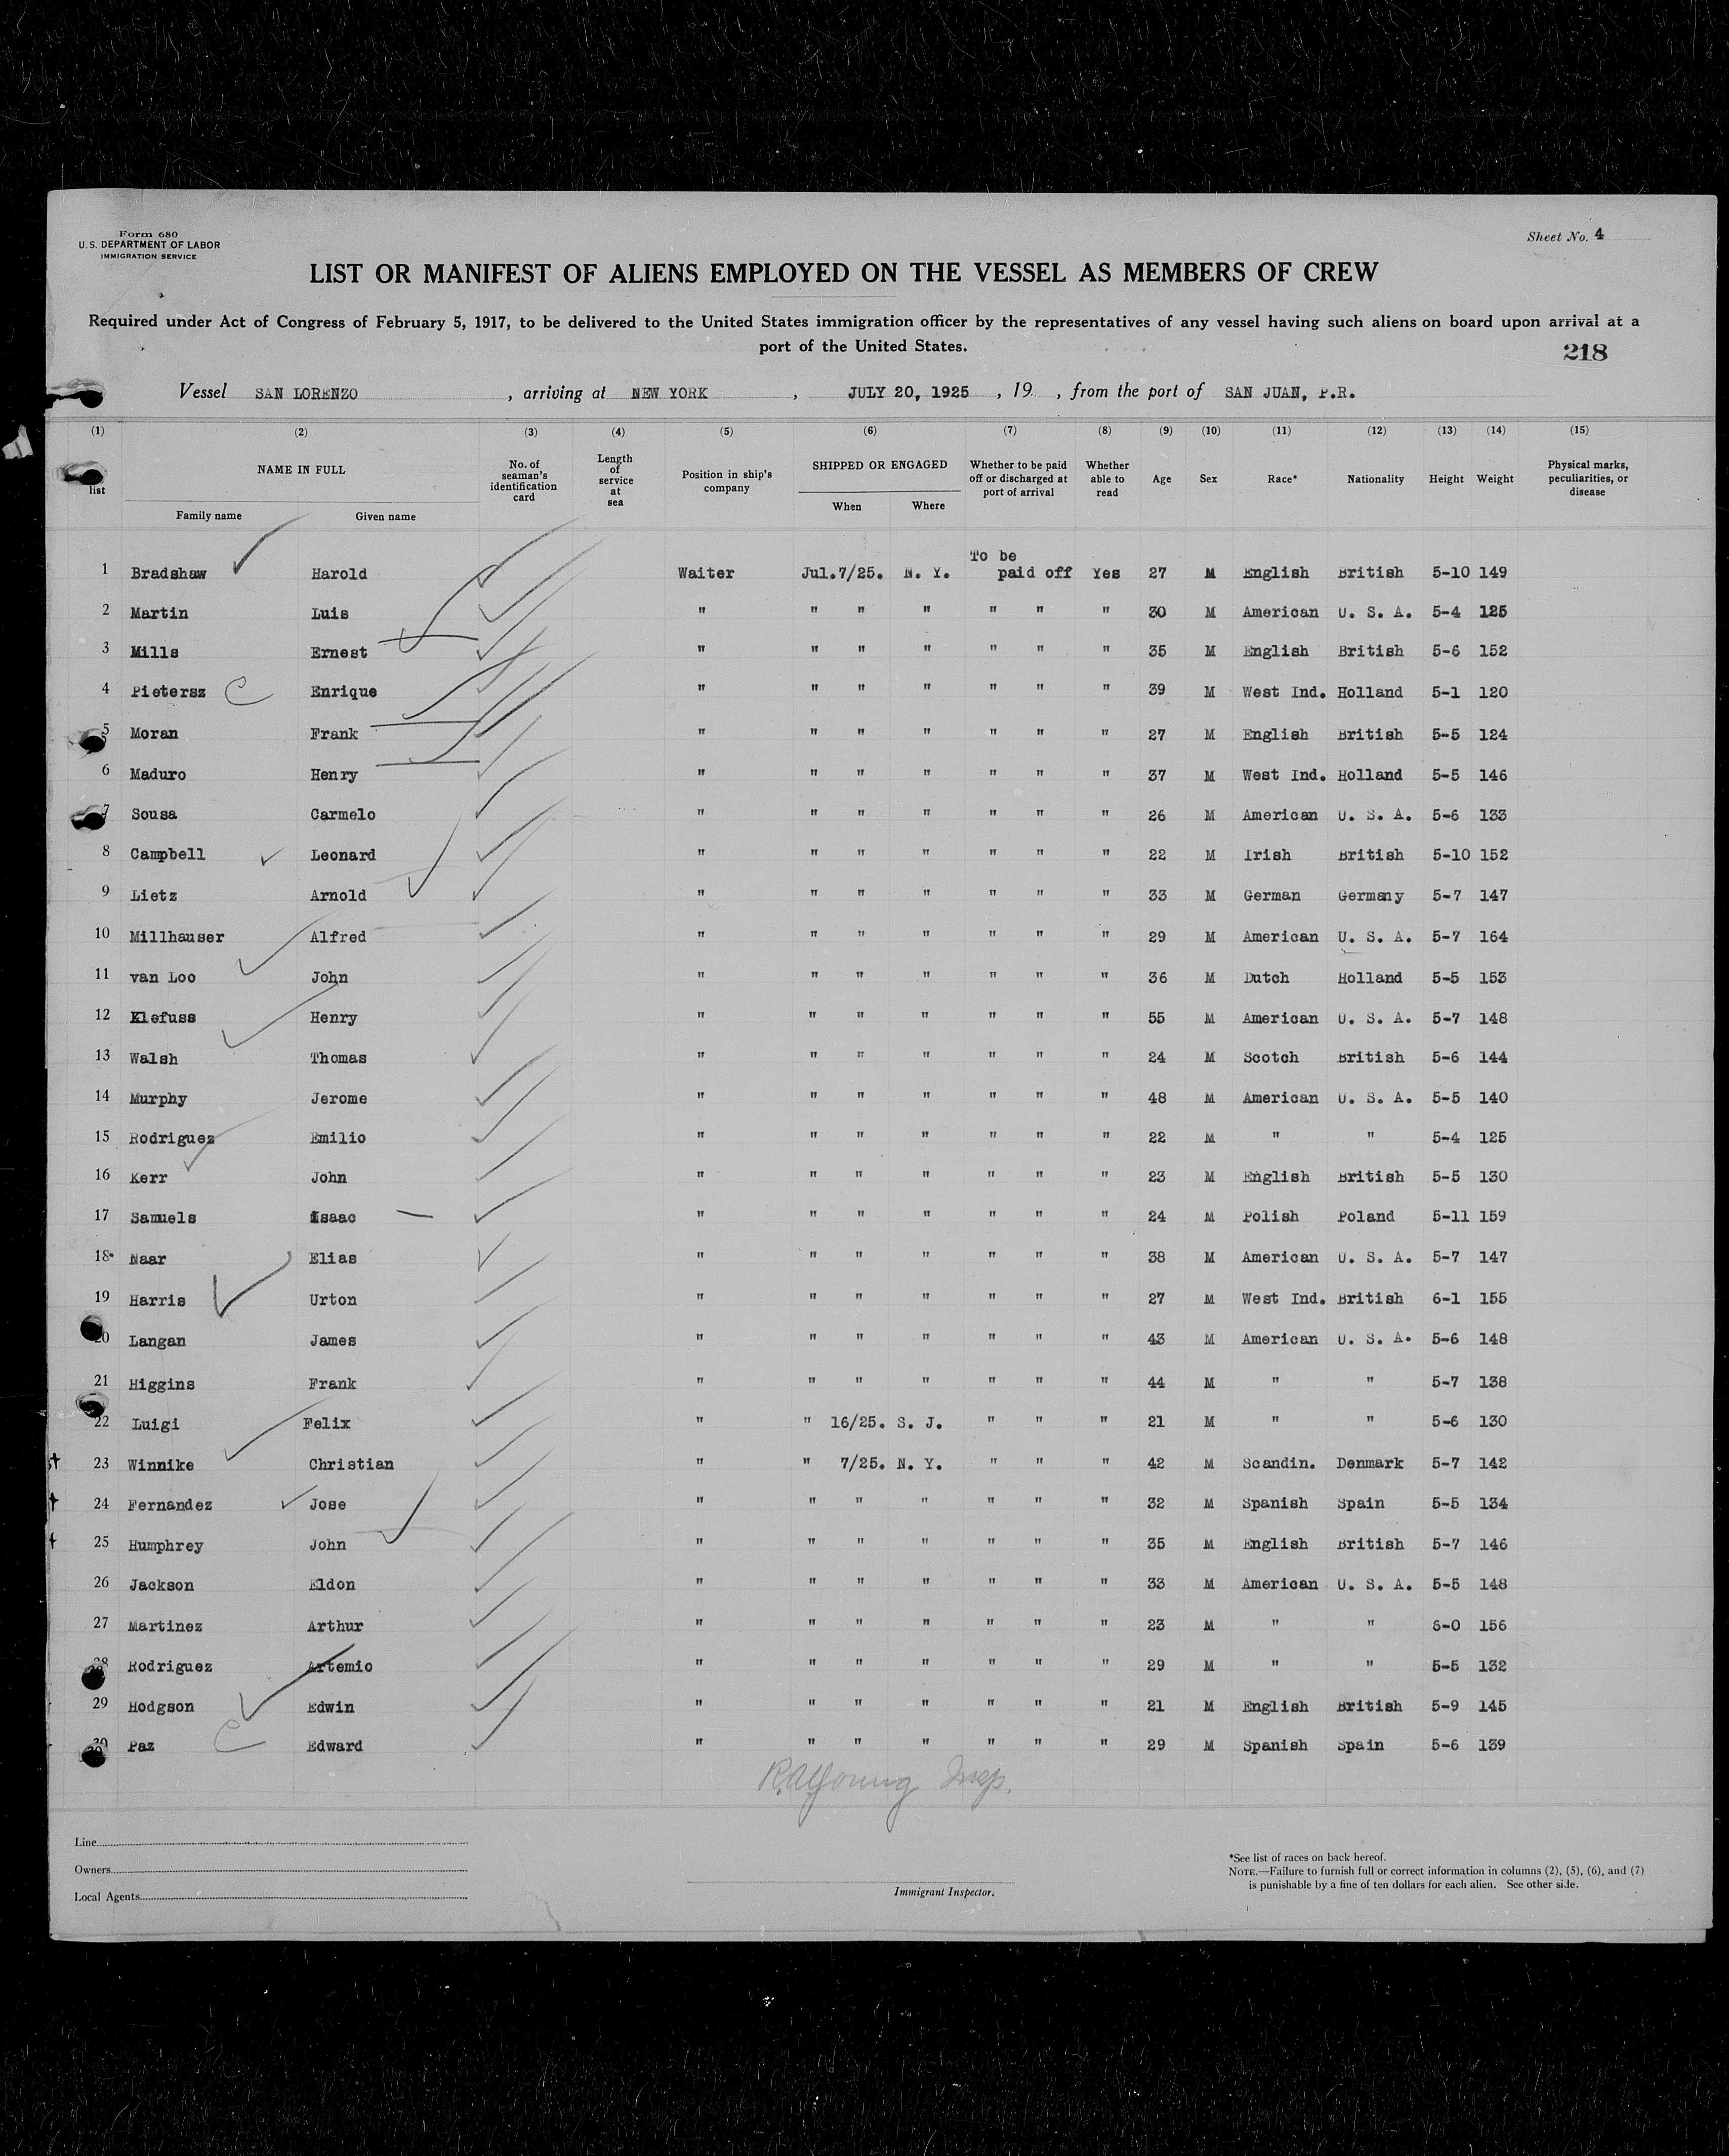 Form 680
U. S. DEPARTMENT OF LABOR
IMMIGRATION SERVICE
Sheet No. 4
LIST OR MANIFEST OF ALIENS EMPLOYED ON THE VESSEL AS MEMBERS OF CREW
Required under Act of Congress of February 5, 1917, to be delivered to the United States immigration officer by the representatives of any vessel having such aliens on board upon arrival at a
port of the United States.
218
Vessel SAN LORENZO , arriving at NEW YORK , JULY 20, 1925 , 19 , from the port of SAN JUAN, P.R.
(1) (2) (3) (4) (5) (6) (7) (8) (9) (10) (11) (12) (13) (14) (15)
list NAME IN FULL Family name Given name No. of seaman's identification card Length of service at sea Position in ship's company SHIPPED OR ENGAGED When Where Whether to be paid off or discharged at port of arrival Whether able to read Age Sex Race* Nationality Height Weight Physical marks, peculiarities, or disease
To be
1 Bradshaw Harold Waiter Jul.7/25. N. Y. paid off Yes 27 M English British 5-10 149
2 Martin Luis " " " " " " " 30 M American U. S. A. 5-4 125
3 Mills Ernest " " " " " " " 35 M English British 5-6 152
4 Pietersz C Enrique " " " " " " " 39 M West Ind. Holland 5-1 120
5 Moran Frank " " " " " " " 27 M English British 5-5 124
6 Maduro Henry " " " " " " " 37 M West Ind. Holland 5-5 146
7 Sousa Carmelo " " " " " " " 26 M American U. S. A. 5-6 133
8 Campbell Leonard " " " " " " " 22 M Irish British 5-10 152
9 Lietz Arnold " " " " " " " 33 M German Germany 5-7 147
10 Millhauser Alfred " " " " " " " 29 M American U. S. A. 5-7 164
11 van Loo John " " " " " " " 36 M Dutch Holland 5-5 153
12 Klefuss Henry " " " " " " " 55 M American U. S. A. 5-7 148
13 Walsh Thomas " " " " " " " 24 M Scotch British 5-6 144
14 Murphy Jerome " " " " " " " 48 M American U. S. A. 5-5 140
15 Rodriguez Emilio " " " " " " " 22 M " " 5-4 125
16 Kerr John " " " " " " " 23 M English British 5-5 130
17 Samuels Isaac " " " " " " " 24 M Polish Poland 5-11 159
18 Naar Elias " " " " " " " 38 M American U. S. A. 5-7 147
19 Harris Urton " " " " " " " 27 M West Ind. British 6-1 155
20 Langan James " " " " " " " 43 M American U. S. A. 5-6 148
21 Higgins Frank " " " " " " " 44 M " " 5-7 138
22 Luigi Felix " " 16/25. S. J. " " " 21 M " " 5-6 130
23 Winnike Christian " " 7/25. N. Y. " " " 42 M Scandin. Denmark 5-7 142
24 Fernandez Jose " " " " " " " 32 M Spanish Spain 5-5 134
25 Humphrey John " " " " " " " 35 M English British 5-7 146
26 Jackson Eldon " " " " " " " 33 M American U. S. A. 5-5 148
27 Martinez Arthur " " " " " " " 23 M " " 6-0 156
28 Rodriguez Artemio " " " " " " " 29 M " " 5-5 132
29 Hodgson Edwin " " " " " " " 21 M English British 5-9 145
30 Paz C Edward " " " " " " " 29 M Spanish Spain 5-6 139
R.A. Young Insp.
Line
Owners
Local Agents
Immigrant Inspector.
*See list of races on back hereof.
NOTE.—Failure to furnish full or correct information in columns (2), (5), (6), and (7)
is punishable by a fine of ten dollars for each alien. See other side.